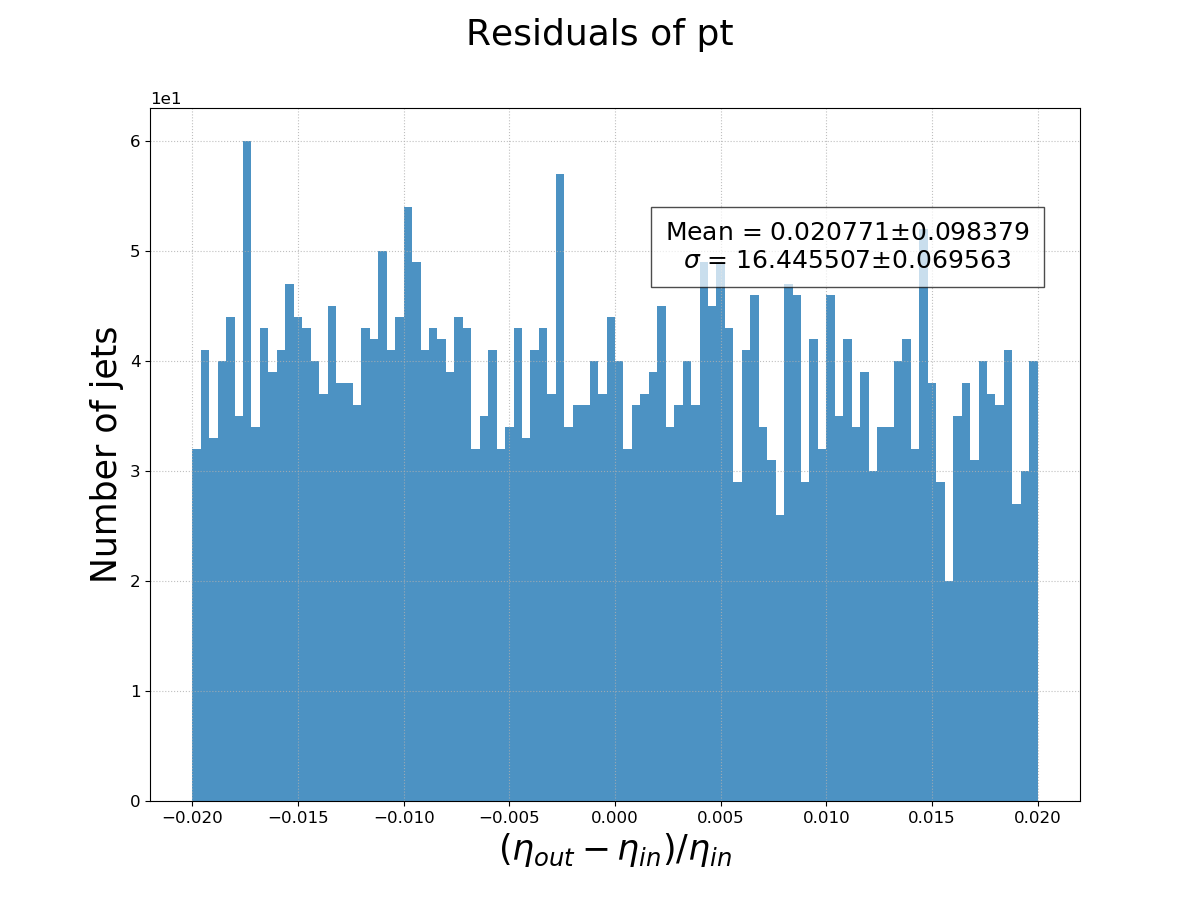 Residuals of pt
1e1
6
5
4
3
2
1
0
Number of jets
Mean = 0.020771±0.098379
σ = 16.445507±0.069563
−0.020 −0.015 −0.010 −0.005 0.000 0.005 0.010 0.015 0.020
(η_out − η_in)/η_in